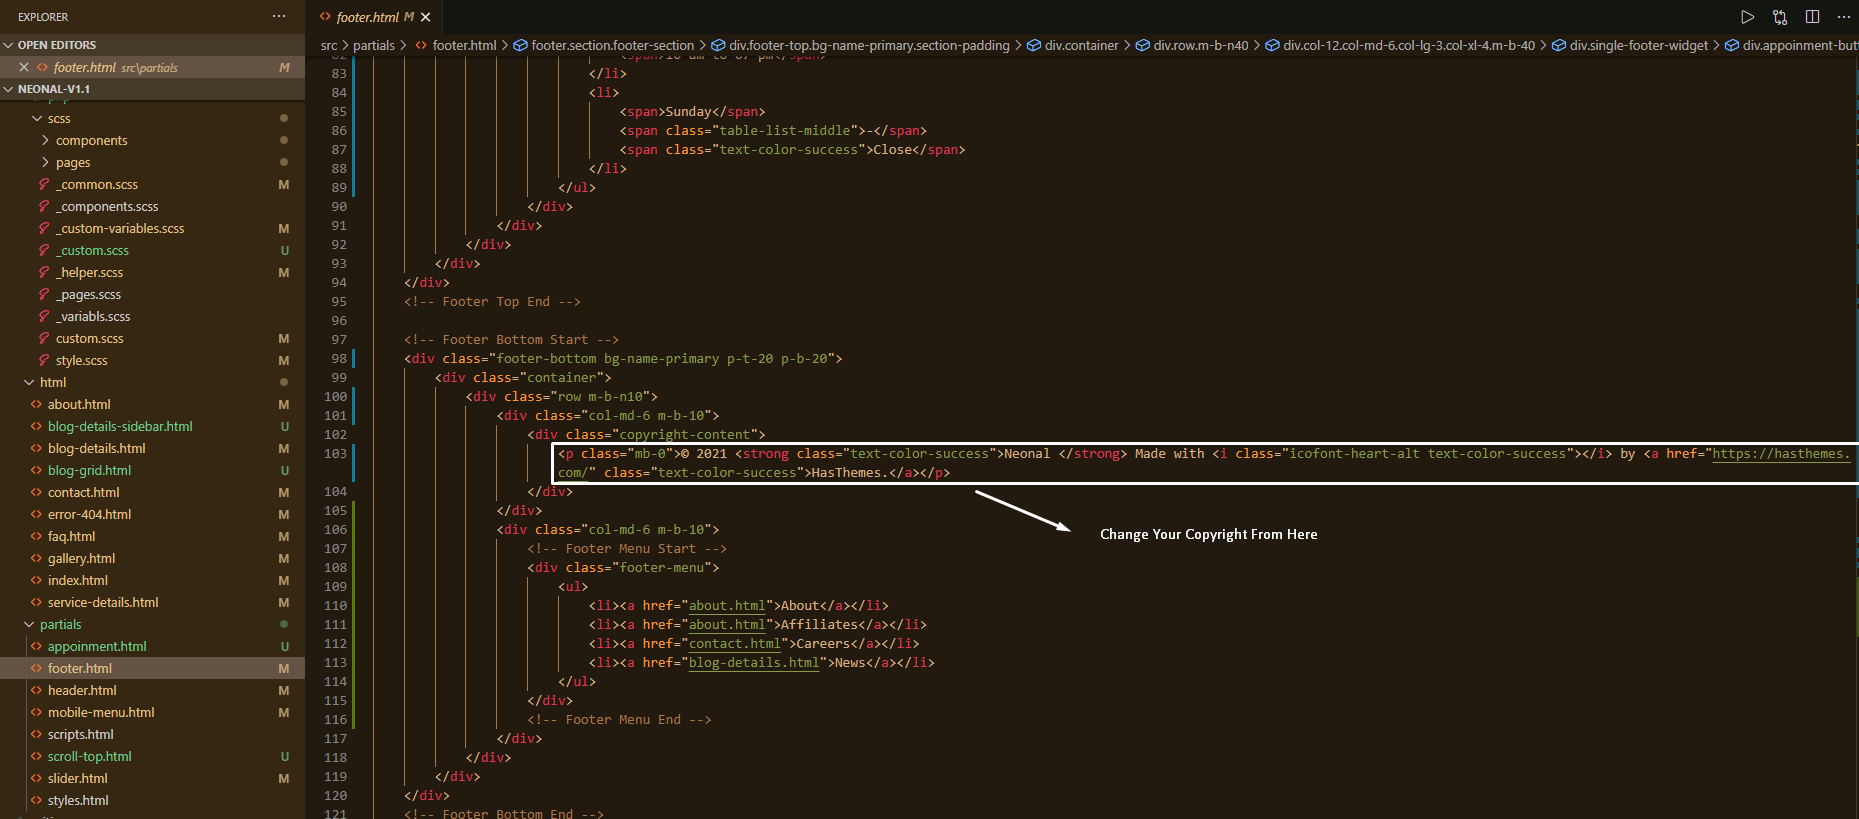 EXPLORER
OPEN EDITORS
footer.html src\partials M
NEONAL-V1.1
scss
components
pages
_common.scss M
_components.scss
_custom-variables.scss M
_custom.scss U
_helper.scss M
_pages.scss
_variabls.scss
custom.scss M
style.scss M
html
about.html M
blog-details-sidebar.html U
blog-details.html M
blog-grid.html U
contact.html M
error-404.html M
faq.html M
gallery.html M
index.html M
service-details.html M
partials
appoinment.html U
footer.html M
header.html M
mobile-menu.html M
scripts.html
scroll-top.html U
slider.html M
styles.html
footer.html M
src > partials > footer.html > footer.section.footer-section > div.footer-top.bg-name-primary.section-padding > div.container > div.row.m-b-n40 > div.col-12.col-md-6.col-lg-3.col-xl-4.m-b-40 > div.single-footer-widget > div.appoinment-but
83 </li>
84 <li>
85 <span>Sunday</span>
86 <span class="table-list-middle">-</span>
87 <span class="text-color-success">Close</span>
88 </li>
89 </ul>
90 </div>
91 </div>
92 </div>
93 </div>
94 </div>
95 <!-- Footer Top End -->
96
97 <!-- Footer Bottom Start -->
98 <div class="footer-bottom bg-name-primary p-t-20 p-b-20">
99 <div class="container">
100 <div class="row m-b-n10">
101 <div class="col-md-6 m-b-10">
102 <div class="copyright-content">
103 <p class="mb-0">© 2021 <strong class="text-color-success">Neonal </strong> Made with <i class="icofont-heart-alt text-color-success"></i> by <a href="https://hasthemes.
com/" class="text-color-success">HasThemes.</a></p>
104 </div>
105 </div>
106 <div class="col-md-6 m-b-10">
107 <!-- Footer Menu Start -->
108 <div class="footer-menu">
109 <ul>
110 <li><a href="about.html">About</a></li>
111 <li><a href="about.html">Affiliates</a></li>
112 <li><a href="contact.html">Careers</a></li>
113 <li><a href="blog-details.html">News</a></li>
114 </ul>
115 </div>
116 <!-- Footer Menu End -->
117 </div>
118 </div>
119 </div>
120 </div>
121 <!-- Footer Bottom End -->
Change Your Copyright From Here